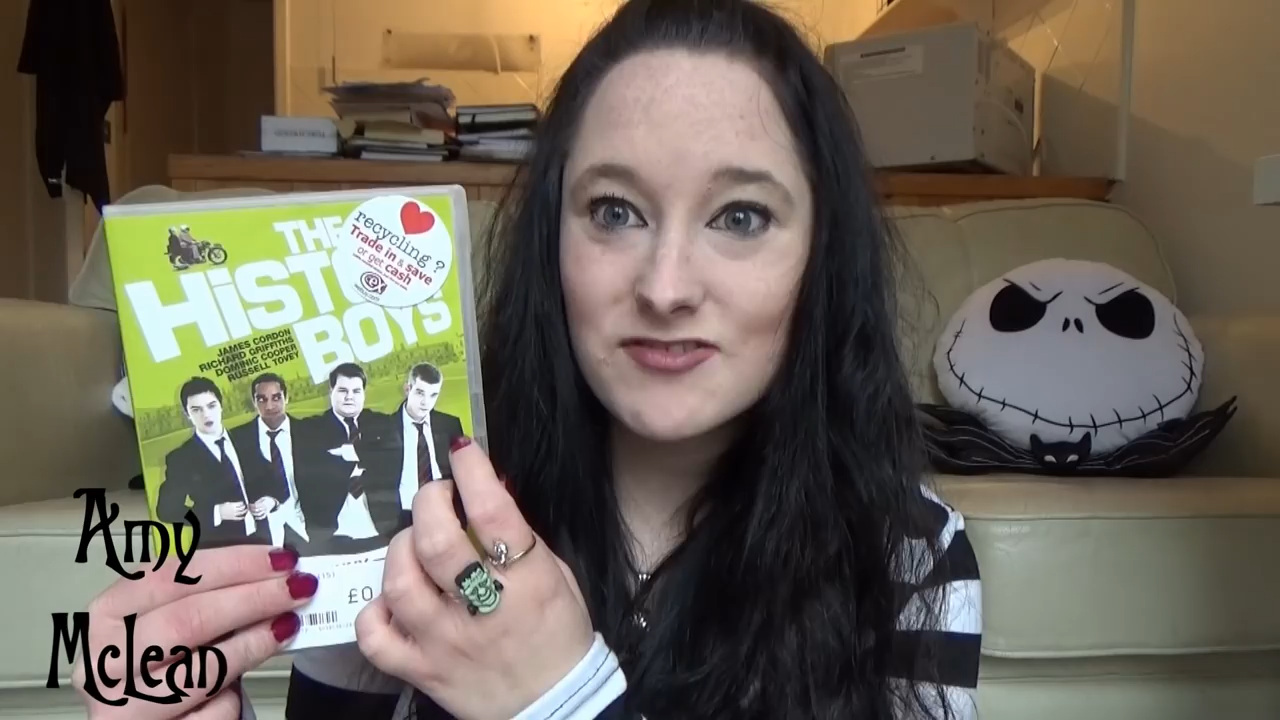 THE
HiSTO
BOYS
JAMES CORDON
RICHARD GRIFFITHS
DOMINIC COOPER
RUSSELL TOVEY
recycling ?
Trade in & save
or get cash
cex
£0
Amy
McLean